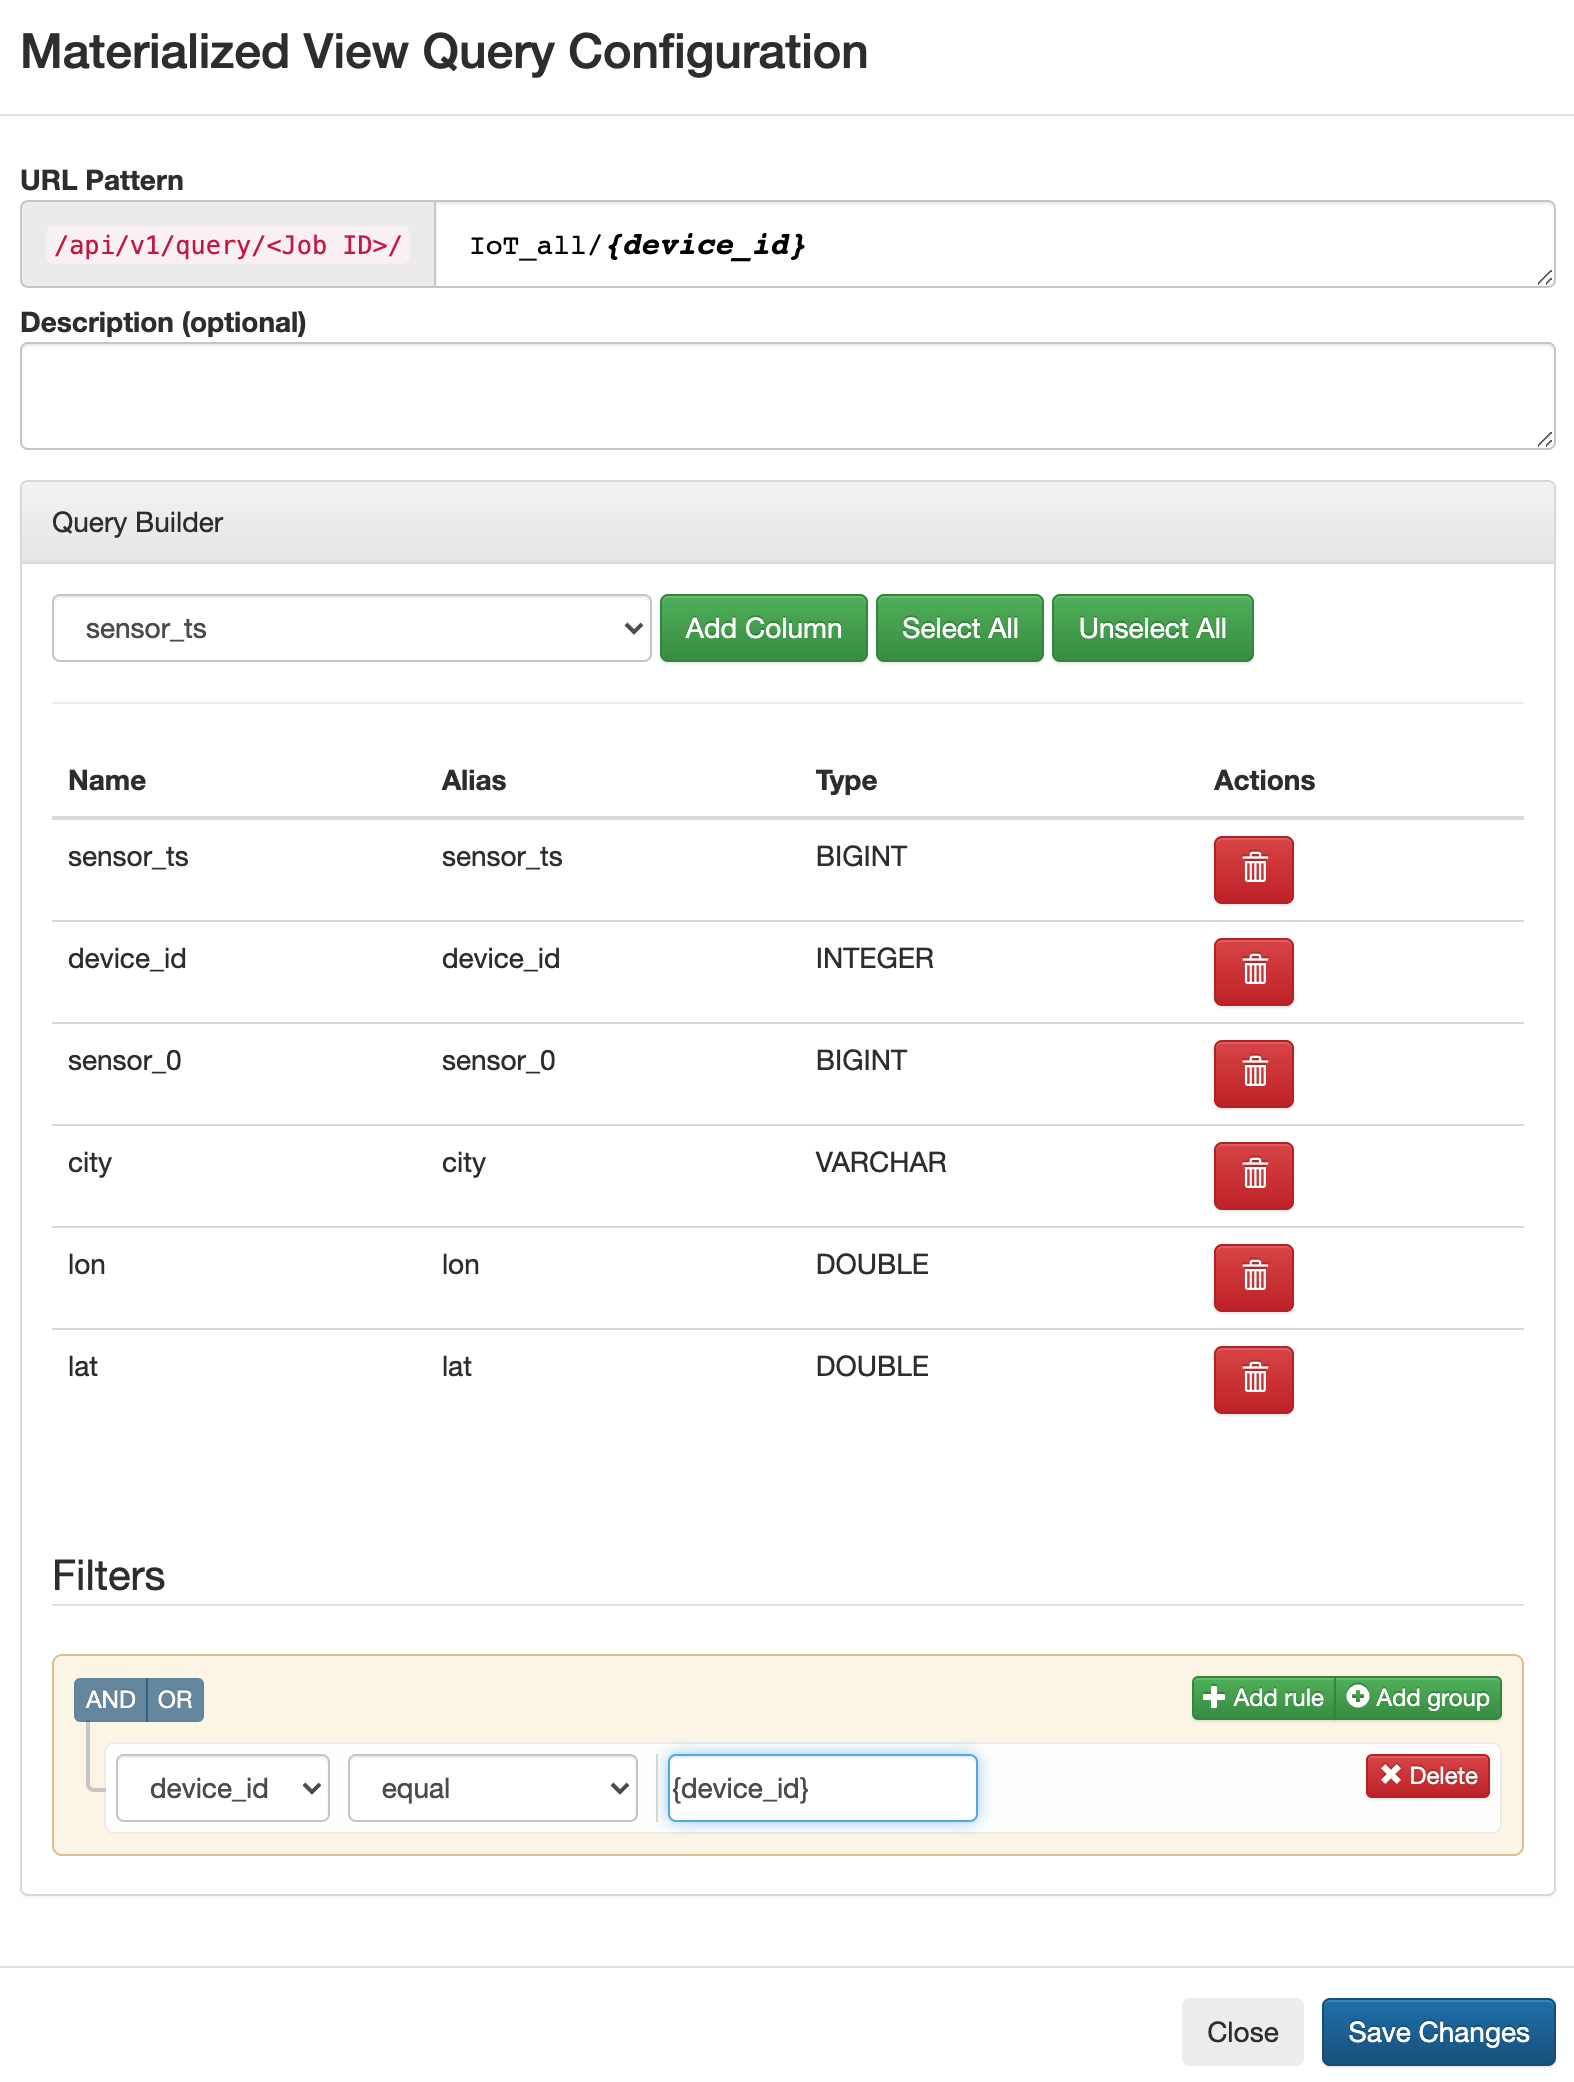 Materialized View Query Configuration
URL Pattern
/api/v1/query/<Job ID>/ IoT_all/{device_id}
Description (optional)
Query Builder
sensor_ts Add Column Select All Unselect All
Name Alias Type Actions
sensor_ts sensor_ts BIGINT
device_id device_id INTEGER
sensor_0 sensor_0 BIGINT
city city VARCHAR
lon lon DOUBLE
lat lat DOUBLE
Filters
AND OR Add rule Add group
device_id equal {device_id} Delete
Close Save Changes